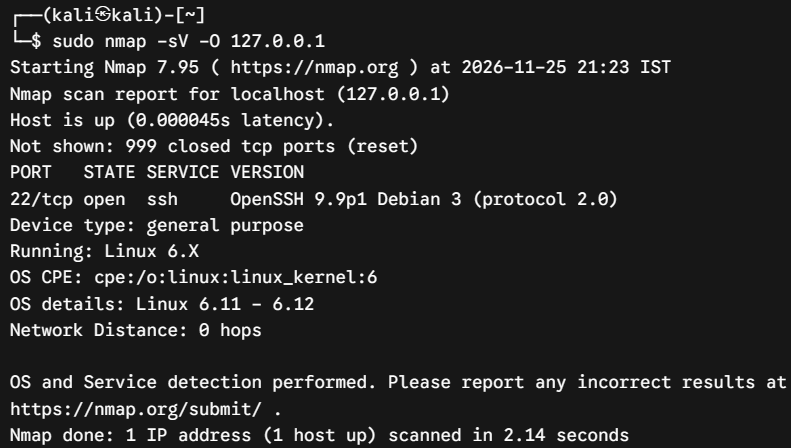 ┌──(kali㉿kali)-[~]
└─$ sudo nmap -sV -O 127.0.0.1
Starting Nmap 7.95 ( https://nmap.org ) at 2026-11-25 21:23 IST
Nmap scan report for localhost (127.0.0.1)
Host is up (0.000045s latency).
Not shown: 999 closed tcp ports (reset)
PORT   STATE SERVICE VERSION
22/tcp open  ssh     OpenSSH 9.9p1 Debian 3 (protocol 2.0)
Device type: general purpose
Running: Linux 6.X
OS CPE: cpe:/o:linux:linux_kernel:6
OS details: Linux 6.11 - 6.12
Network Distance: 0 hops

OS and Service detection performed. Please report any incorrect results at
https://nmap.org/submit/ .
Nmap done: 1 IP address (1 host up) scanned in 2.14 seconds